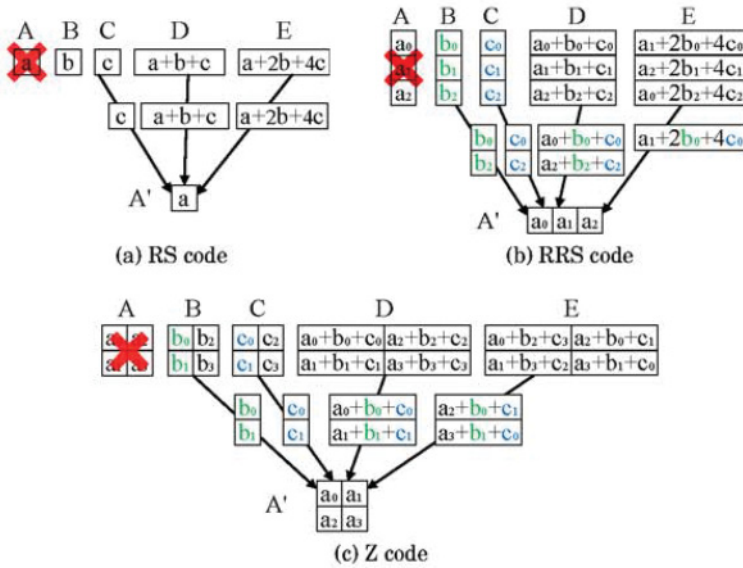 A B C D E
a b c a+b+c a+2b+4c
c a+b+c a+2b+4c
A' a
(a) RS code
A B C D E
a₀ b₀ c₀ a₀+b₀+c₀ a₁+2b₀+4c₀
b₁ c₁ a₁+b₁+c₁ a₂+2b₁+4c₁
a₂ b₂ c₂ a₂+b₂+c₂ a₀+2b₂+4c₂
b₀ c₀ a₀+b₀+c₀ a₁+2b₀+4c₀
b₂ c₂ a₂+b₂+c₂
A' a₀ a₁ a₂
(b) RRS code
A B C D E
b₀ b₂ c₀ c₂ a₀+b₀+c₀ a₂+b₂+c₂ a₀+b₂+c₃ a₂+b₀+c₁
b₁ b₃ c₁ c₃ a₁+b₁+c₁ a₃+b₃+c₃ a₁+b₃+c₂ a₃+b₁+c₀
b₀ c₀ a₀+b₀+c₀ a₂+b₀+c₁
b₁ c₁ a₁+b₁+c₁ a₃+b₁+c₀
A' a₀ a₁
a₂ a₃
(c) Z code